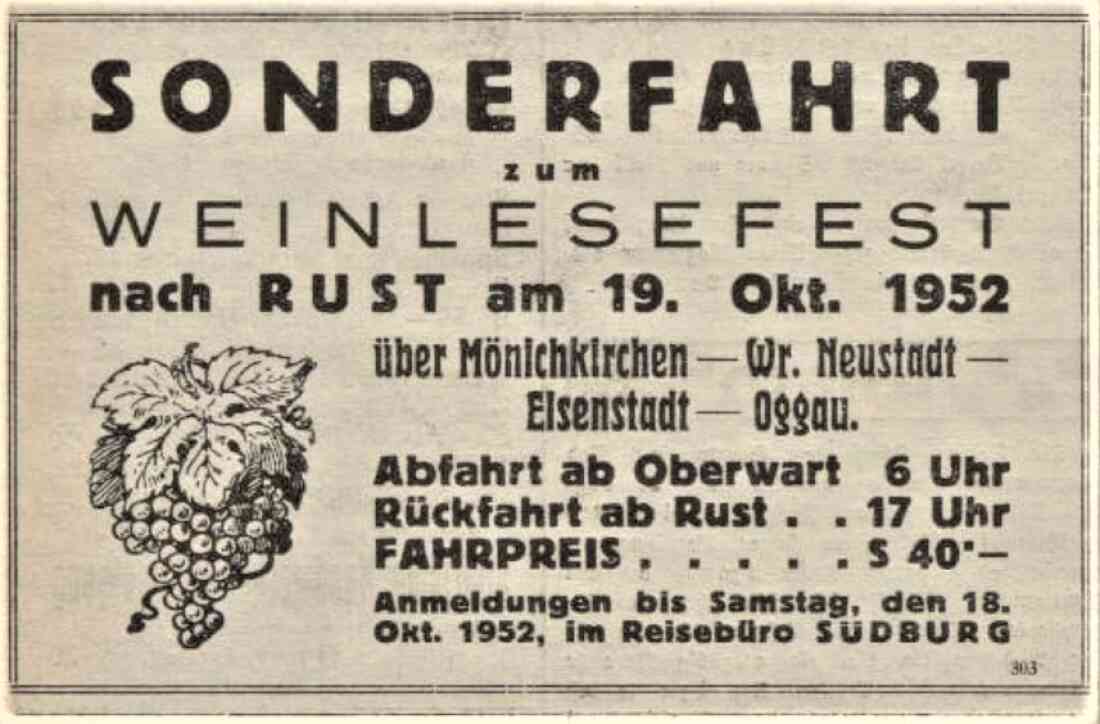 SONDERFAHRT
zum
WEINLESEFEST
nach RUST am 19. Okt. 1952
über Mönichkirchen — Wr. Neustadt —
Eisenstadt — Oggau.
Abfahrt ab Oberwart 6 Uhr
Rückfahrt ab Rust . . 17 Uhr
FAHRPREIS . . . . . S 40·—
Anmeldungen bis Samstag, den 18.
Okt. 1952, im Reisebüro SÜDBURG
303